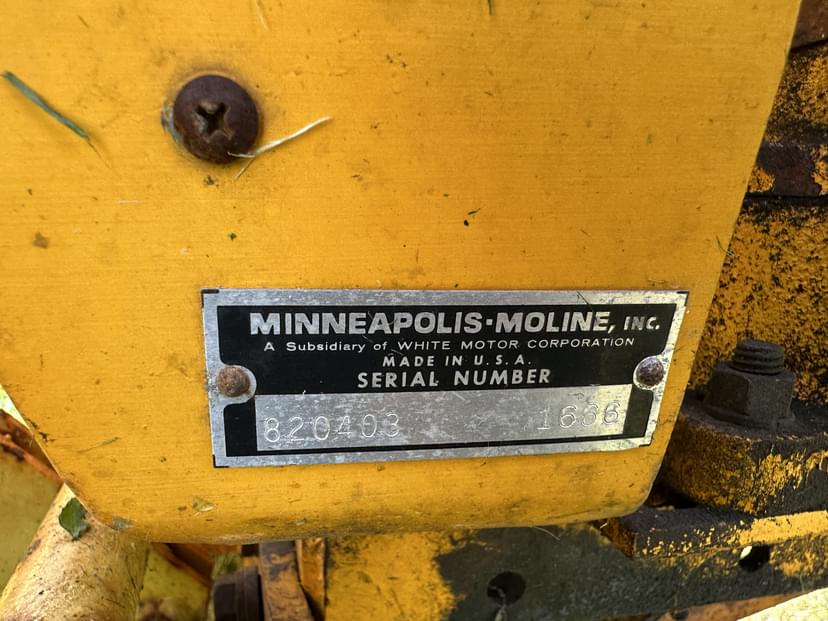 MINNEAPOLIS-MOLINE, INC.
A Subsidiary of WHITE MOTOR CORPORATION
MADE IN U.S.A.
SERIAL NUMBER
820403 1666